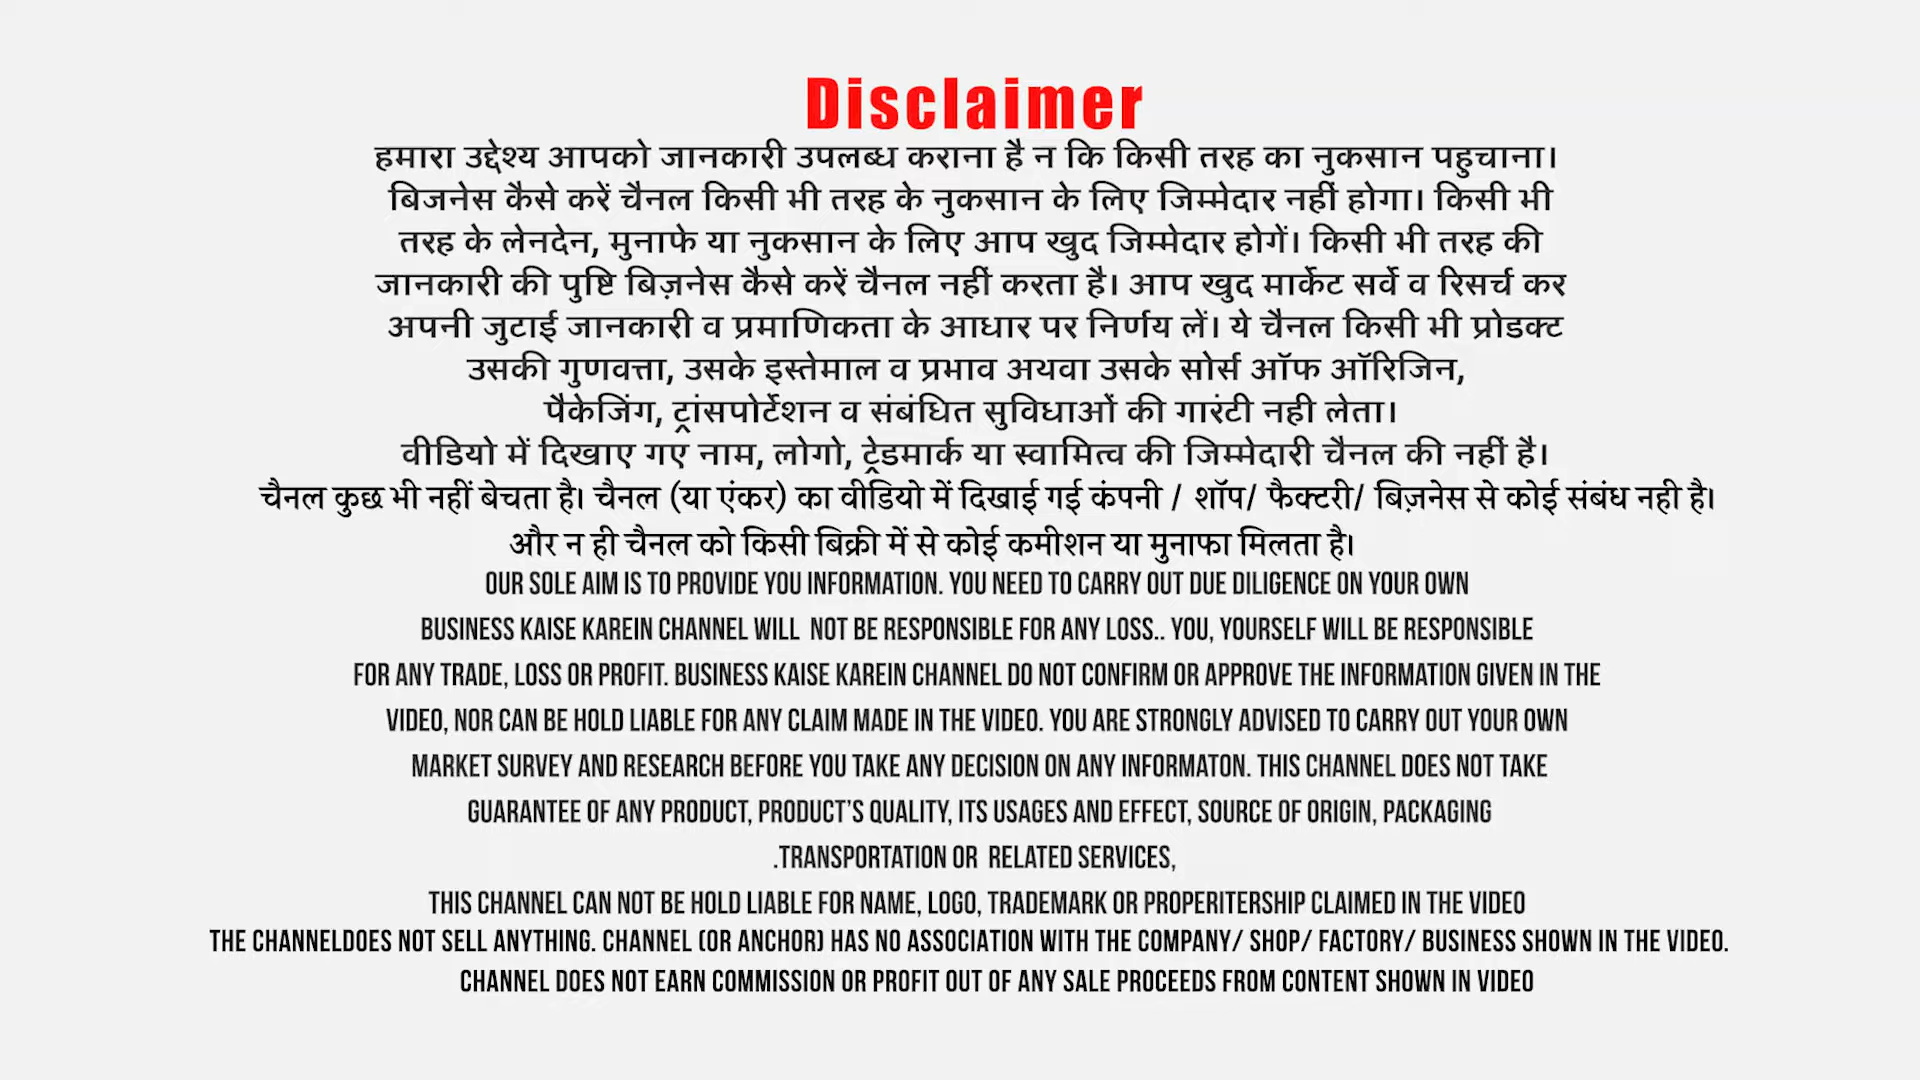 Disclaimer
हमारा उद्देश्य आपको जानकारी उपलब्ध कराना है न कि किसी तरह का नुकसान पहुचाना।
बिजनेस कैसे करें चैनल किसी भी तरह के नुकसान के लिए जिम्मेदार नहीं होगा। किसी भी
तरह के लेनदेन, मुनाफे या नुकसान के लिए आप खुद जिम्मेदार होगें। किसी भी तरह की
जानकारी की पुष्टि बिज़नेस कैसे करें चैनल नहीं करता है। आप खुद मार्केट सर्वे व रिसर्च कर
अपनी जुटाई जानकारी व प्रमाणिकता के आधार पर निर्णय लें। ये चैनल किसी भी प्रोडक्ट
उसकी गुणवत्ता, उसके इस्तेमाल व प्रभाव अथवा उसके सोर्स ऑफ ऑरिजिन,
पैकेजिंग, ट्रांसपोर्टेशन व संबंधित सुविधाओं की गारंटी नही लेता।
वीडियो में दिखाए गए नाम, लोगो, ट्रेडमार्क या स्वामित्व की जिम्मेदारी चैनल की नहीं है।
चैनल कुछ भी नहीं बेचता है। चैनल (या एंकर) का वीडियो में दिखाई गई कंपनी / शॉप/ फैक्टरी/ बिज़नेस से कोई संबंध नही है।
और न ही चैनल को किसी बिक्री में से कोई कमीशन या मुनाफा मिलता है।
OUR SOLE AIM IS TO PROVIDE YOU INFORMATION. YOU NEED TO CARRY OUT DUE DILIGENCE ON YOUR OWN
BUSINESS KAISE KAREIN CHANNEL WILL NOT BE RESPONSIBLE FOR ANY LOSS.. YOU, YOURSELF WILL BE RESPONSIBLE
FOR ANY TRADE, LOSS OR PROFIT. BUSINESS KAISE KAREIN CHANNEL DO NOT CONFIRM OR APPROVE THE INFORMATION GIVEN IN THE
VIDEO, NOR CAN BE HOLD LIABLE FOR ANY CLAIM MADE IN THE VIDEO. YOU ARE STRONGLY ADVISED TO CARRY OUT YOUR OWN
MARKET SURVEY AND RESEARCH BEFORE YOU TAKE ANY DECISION ON ANY INFORMATON. THIS CHANNEL DOES NOT TAKE
GUARANTEE OF ANY PRODUCT, PRODUCT'S QUALITY, ITS USAGES AND EFFECT, SOURCE OF ORIGIN, PACKAGING
.TRANSPORTATION OR RELATED SERVICES,
THIS CHANNEL CAN NOT BE HOLD LIABLE FOR NAME, LOGO, TRADEMARK OR PROPERITERSHIP CLAIMED IN THE VIDEO
THE CHANNELDOES NOT SELL ANYTHING. CHANNEL (OR ANCHOR) HAS NO ASSOCIATION WITH THE COMPANY/ SHOP/ FACTORY/ BUSINESS SHOWN IN THE VIDEO.
CHANNEL DOES NOT EARN COMMISSION OR PROFIT OUT OF ANY SALE PROCEEDS FROM CONTENT SHOWN IN VIDEO